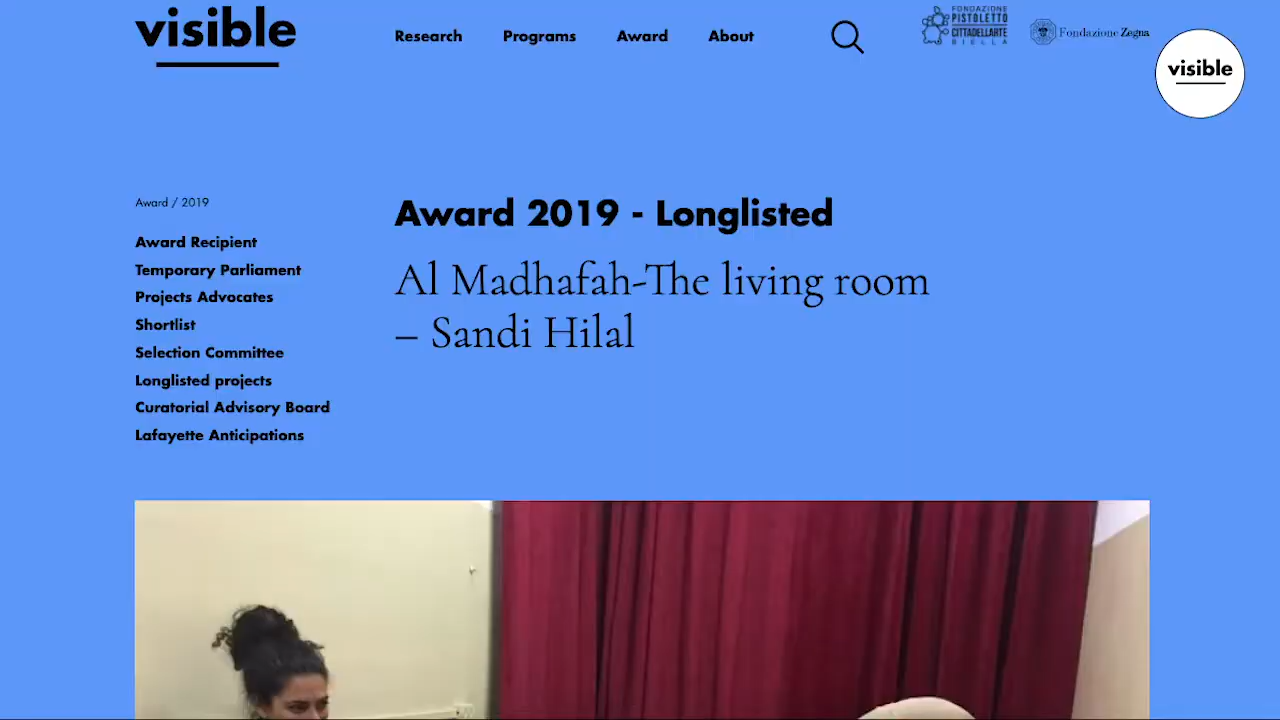 visible
Research
Programs
Award
About
FONDAZIONE
PISTOLETTO
CITTADELLARTE
BIELLA
Fondazione Zegna
visible
Award / 2019
Award Recipient
Temporary Parliament
Projects Advocates
Shortlist
Selection Committee
Longlisted projects
Curatorial Advisory Board
Lafayette Anticipations
Award 2019 - Longlisted
Al Madhafah-The living room
– Sandi Hilal